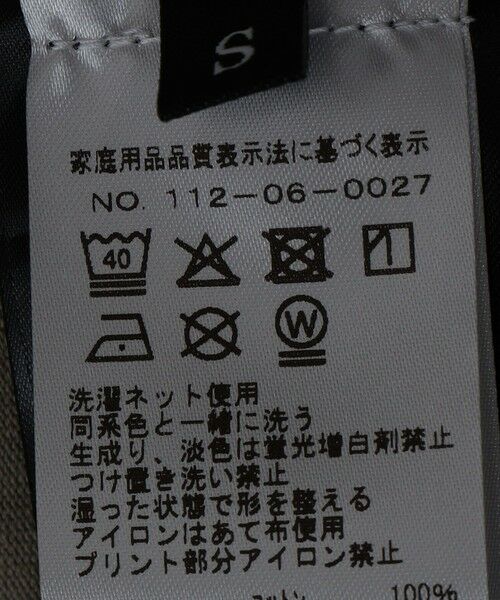 S
家庭用品品質表示法に基づく表示
NO. 112-06-0027
40
W
洗濯ネット使用
同系色と一緒に洗う
生成り、淡色は蛍光増白剤禁止
つけ置き洗い禁止
湿った状態で形を整える
アイロンはあて布使用
プリント部分アイロン禁止
コットン 100%